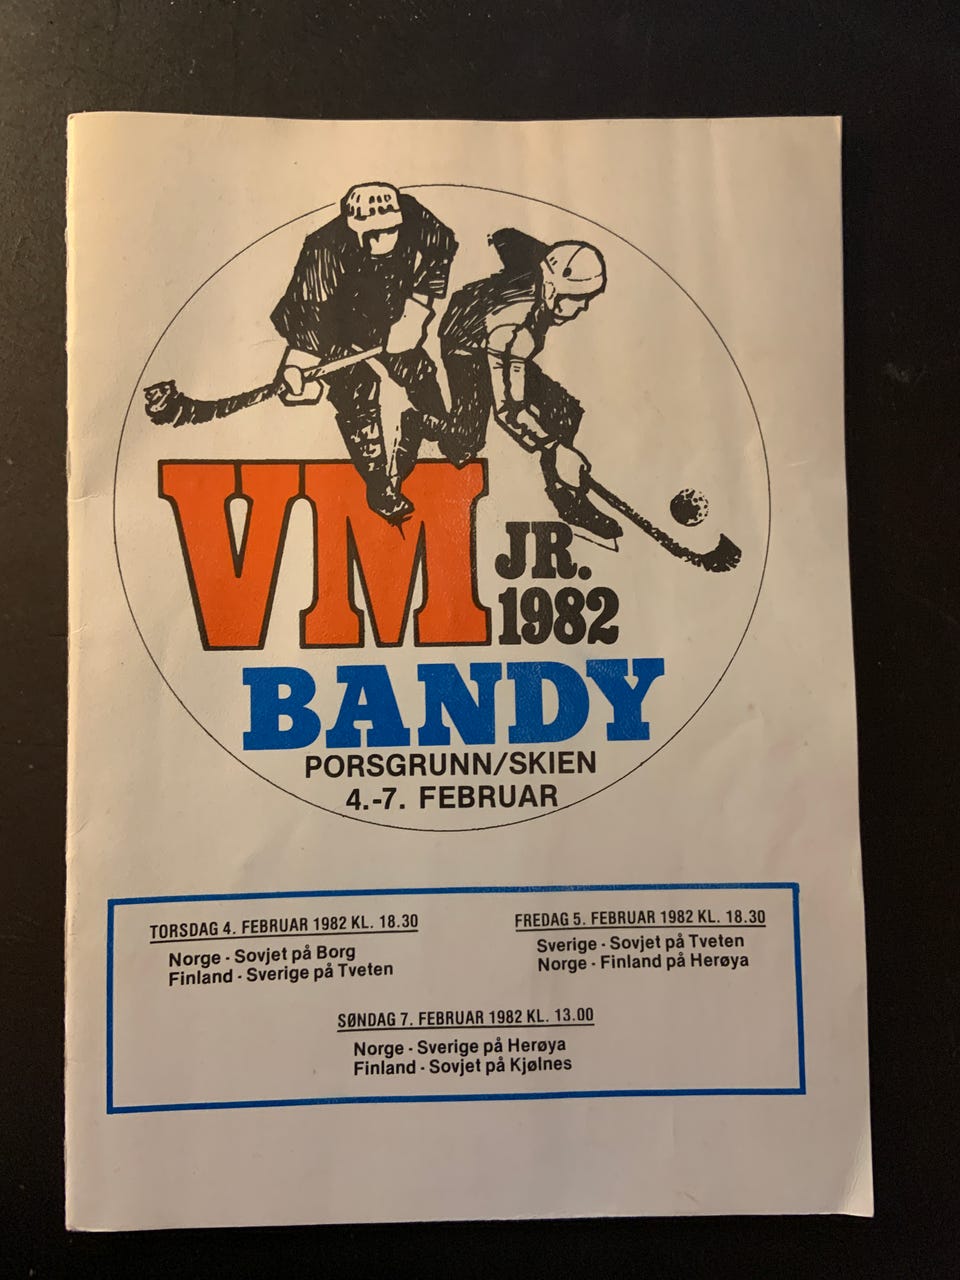 VM
JR.
1982
BANDY
PORSGRUNN/SKIEN
4.-7. FEBRUAR
TORSDAG 4. FEBRUAR 1982 KL. 18.30
Norge - Sovjet på Borg
Finland - Sverige på Tveten
FREDAG 5. FEBRUAR 1982 KL. 18.30
Sverige - Sovjet på Tveten
Norge - Finland på Herøya
SØNDAG 7. FEBRUAR 1982 KL. 13.00
Norge - Sverige på Herøya
Finland - Sovjet på Kjølnes